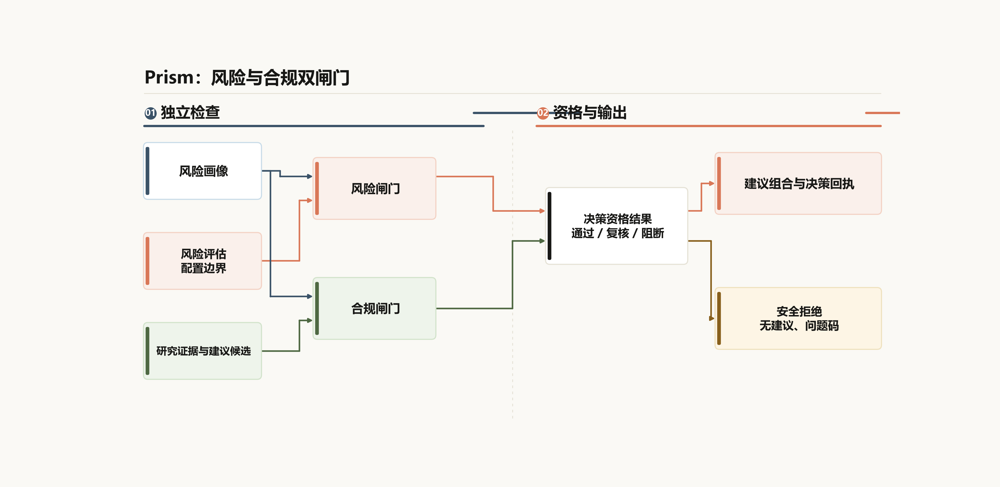 Prism：风险与合规双闸门
01 独立检查
02 资格与输出
风险画像
风险评估
配置边界
研究证据与建议候选
风险闸门
合规闸门
决策资格结果
通过 / 复核 / 阻断
建议组合与决策回执
安全拒绝
无建议、问题码